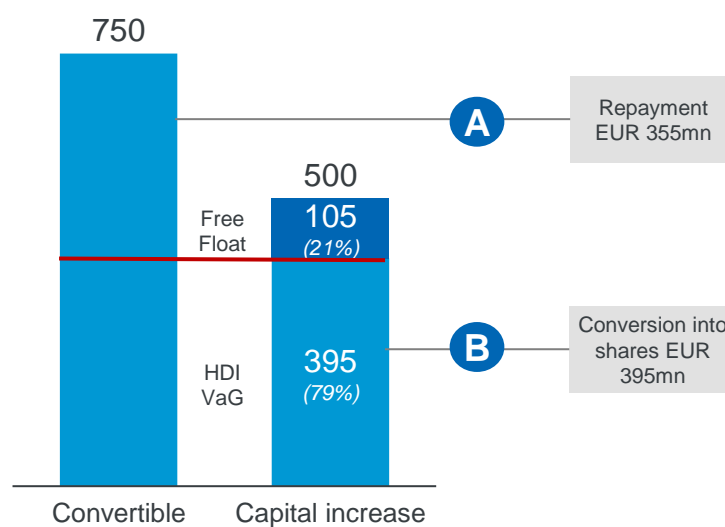 750
A
Repayment
EUR 355mn
500
Free
Float
105
(21%)
HDI
VaG
395
(79%)
B
Conversion into
shares EUR
395mn
Convertible
Capital increase